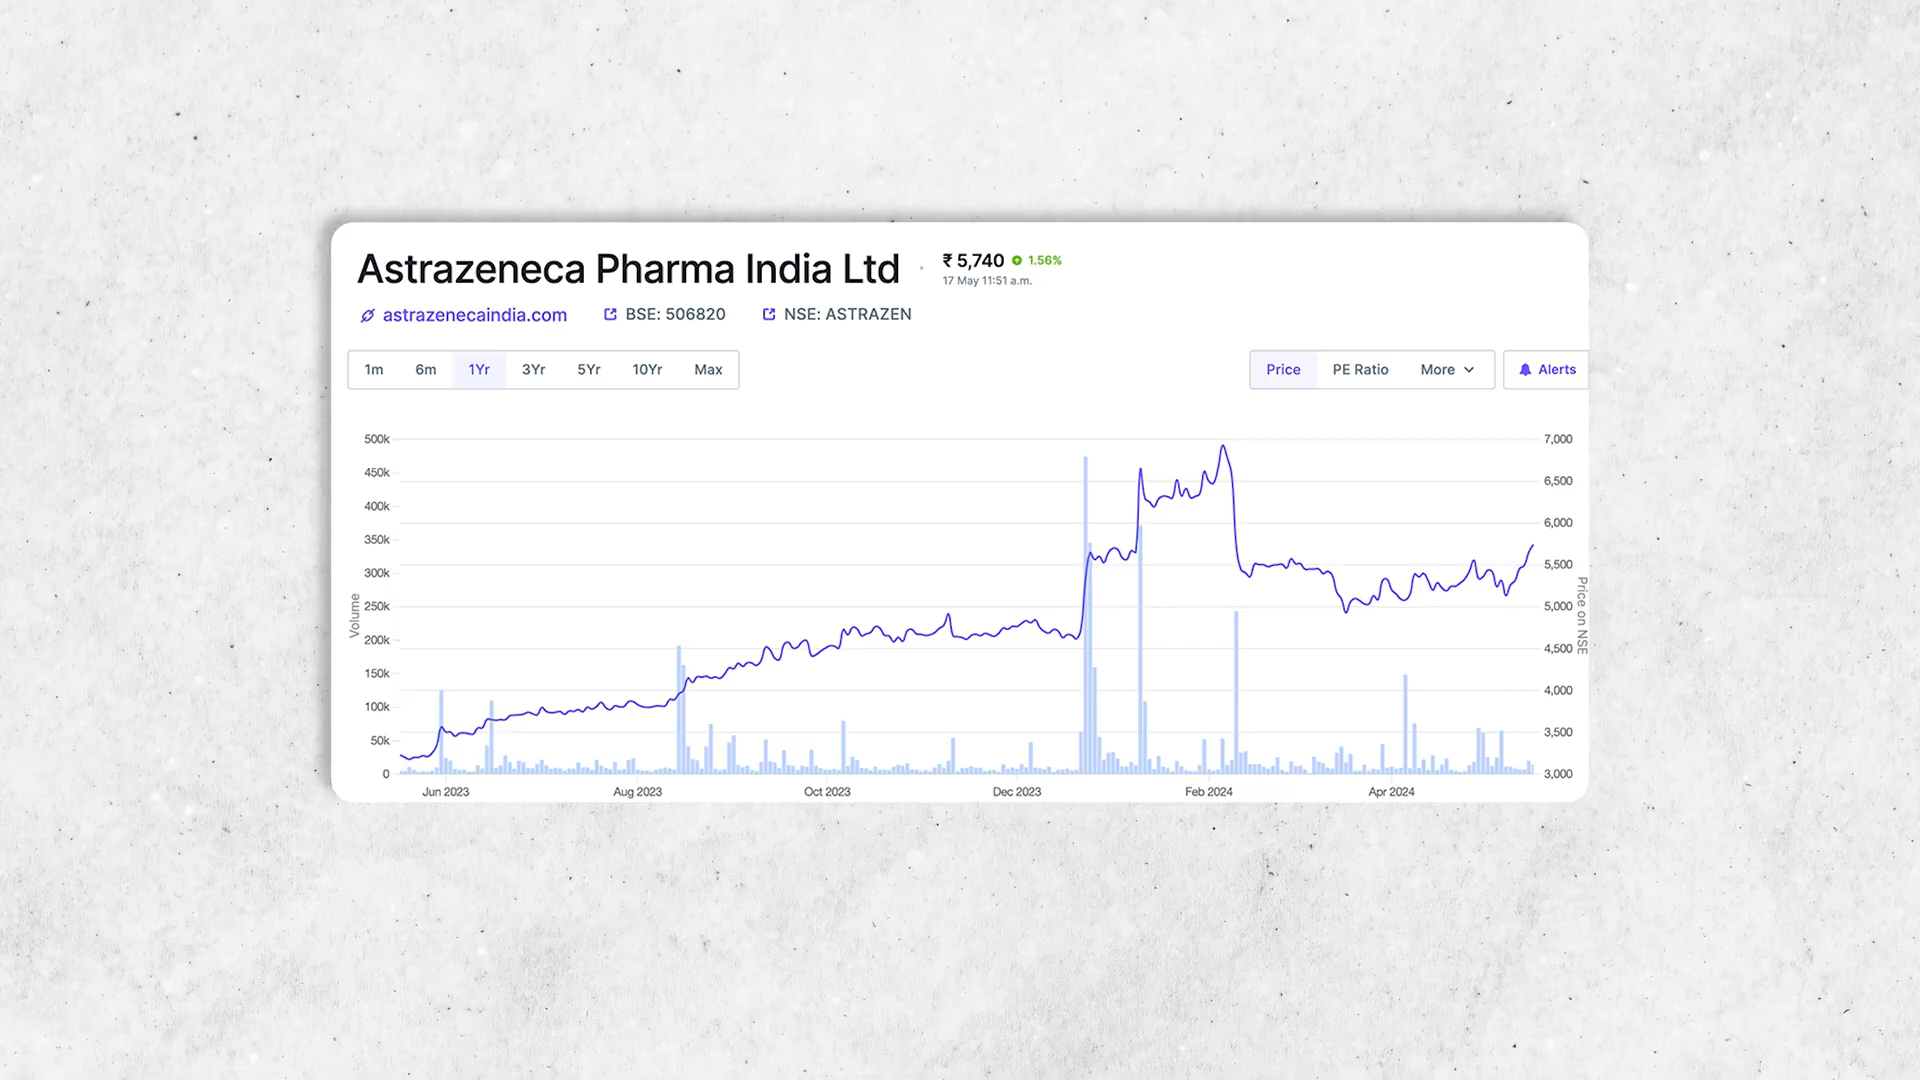 Astrazeneca Pharma India Ltd
₹ 5,740 1.56%
17 May 11:51 a.m.
astrazenecaindia.com BSE: 506820 NSE: ASTRAZEN
1m 6m 1Yr 3Yr 5Yr 10Yr Max
Price PE Ratio More Alerts
500k 7,000
450k 6,500
400k 6,000
350k 5,500
300k 5,000
250k 4,500
200k 4,000
150k 3,500
100k 3,000
50k
0
Volume
Price on NSE
Jun 2023 Aug 2023 Oct 2023 Dec 2023 Feb 2024 Apr 2024